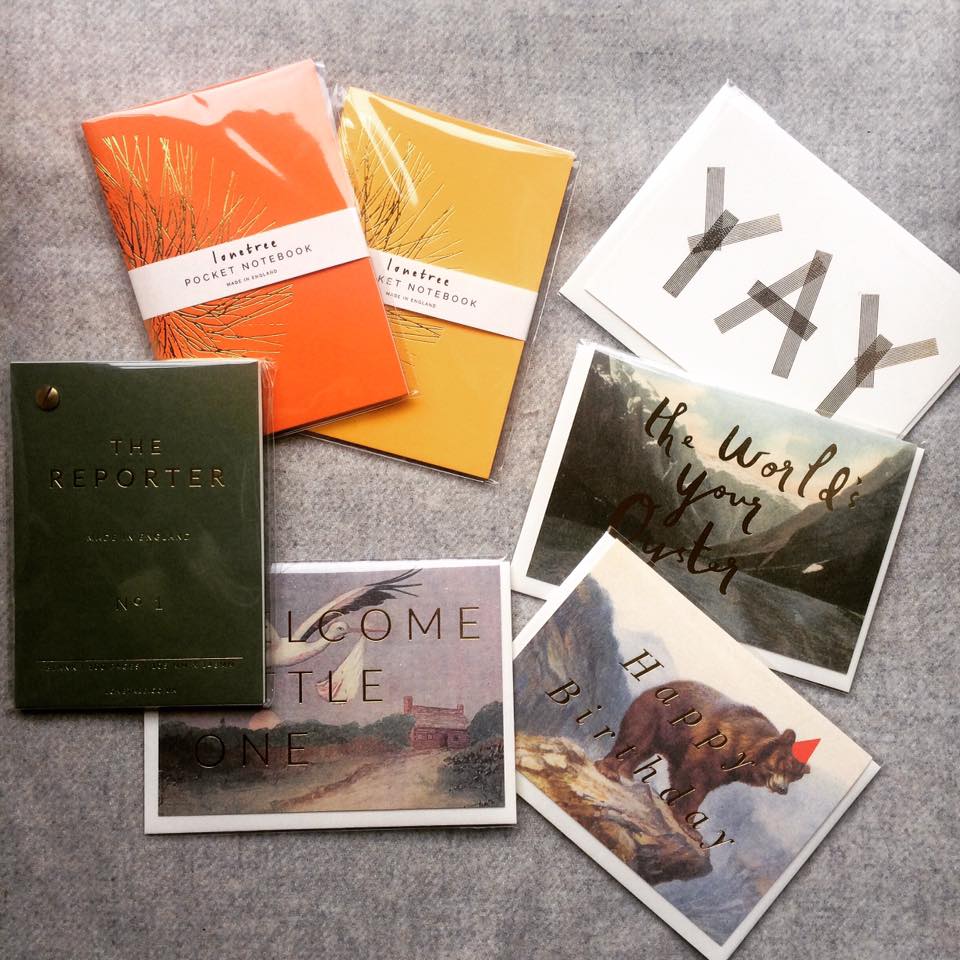 lonetree
POCKET NOTEBOOK
MADE IN ENGLAND
lonetree
KET NOTEBOOK
MADE IN ENGLAND
YAY
the World's
Your
Oyster
THE
REPORTER
MADE IN ENGLAND
Nº 1
LCOME
TTLE
ONE
Happy
Birthday